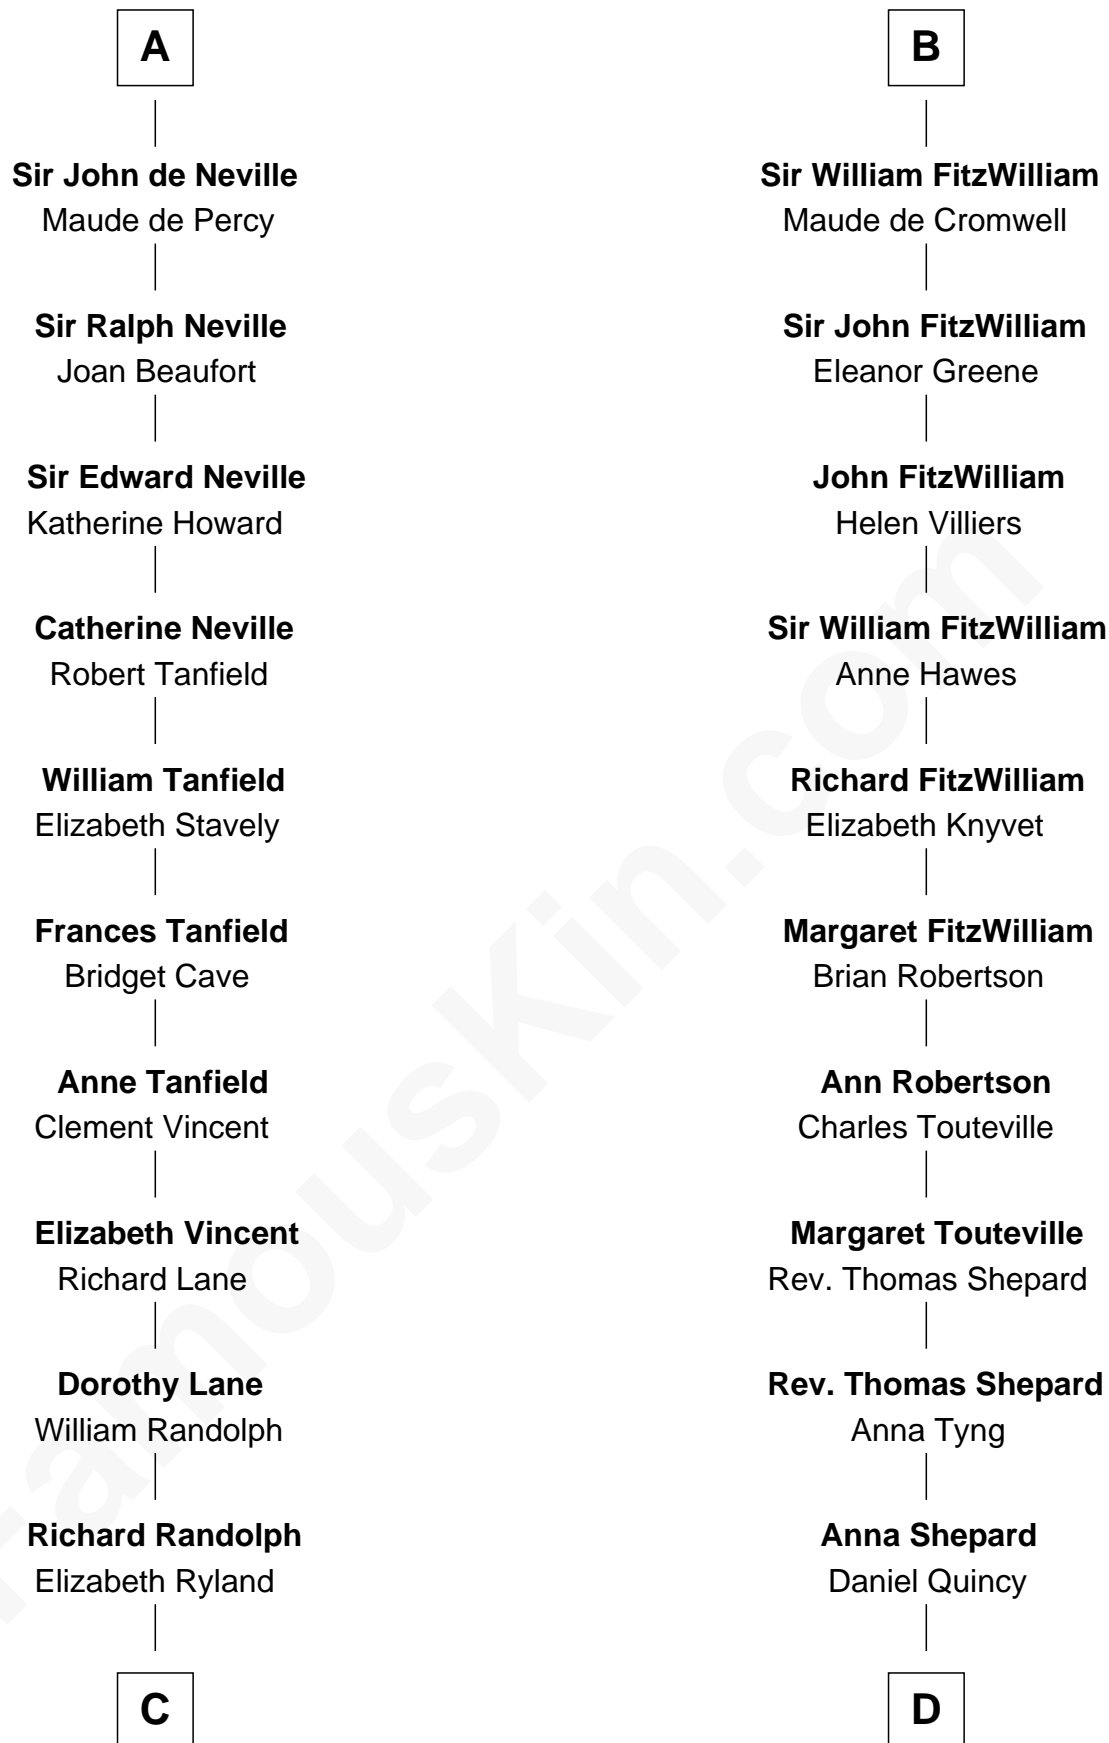 A
Sir John de Neville
Maude de Percy
Sir Ralph Neville
Joan Beaufort
Sir Edward Neville
Katherine Howard
Catherine Neville
Robert Tanfield
William Tanfield
Elizabeth Stavely
Frances Tanfield
Bridget Cave
Anne Tanfield
Clement Vincent
Elizabeth Vincent
Richard Lane
Dorothy Lane
William Randolph
Richard Randolph
Elizabeth Ryland
C
B
Sir William FitzWilliam
Maude de Cromwell
Sir John FitzWilliam
Eleanor Greene
John FitzWilliam
Helen Villiers
Sir William FitzWilliam
Anne Hawes
Richard FitzWilliam
Elizabeth Knyvet
Margaret FitzWilliam
Brian Robertson
Ann Robertson
Charles Touteville
Margaret Touteville
Rev. Thomas Shepard
Rev. Thomas Shepard
Anna Tyng
Anna Shepard
Daniel Quincy
D
FamousKin.com